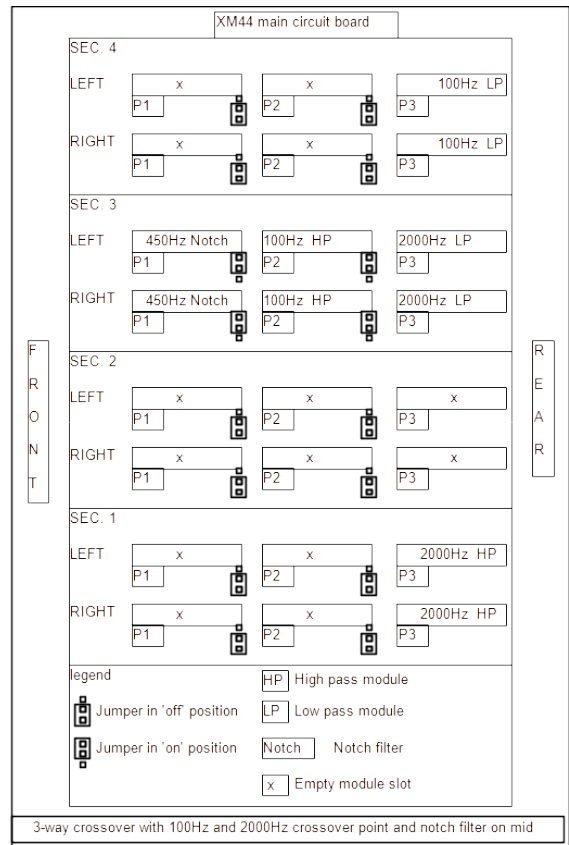 XM44 main circuit board
SEC. 4
LEFT x x 100Hz LP
P1 P2 P3
RIGHT x x 100Hz LP
P1 P2 P3
SEC. 3
LEFT 450Hz Notch 100Hz HP 2000Hz LP
P1 P2 P3
RIGHT 450Hz Notch 100Hz HP 2000Hz LP
P1 P2 P3
FRONT
REAR
SEC. 2
LEFT x x x
P1 P2 P3
RIGHT x x x
P1 P2 P3
SEC. 1
LEFT x x 2000Hz HP
P1 P2 P3
RIGHT x x 2000Hz HP
P1 P2 P3
legend
HP High pass module
Jumper in 'off' position
LP Low pass module
Jumper in 'on' position
Notch Notch filter
x Empty module slot
3-way crossover with 100Hz and 2000Hz crossover point and notch filter on mid